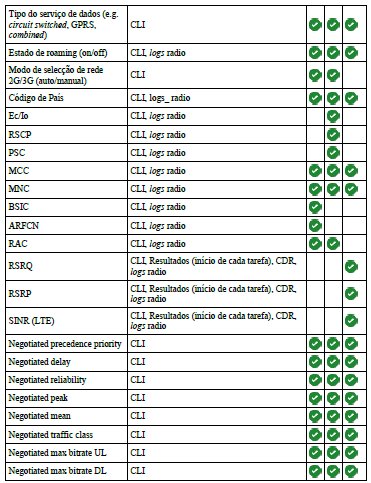 Tipo do serviço de dados (e.g.
circuit switched, GPRS,
combined)
CLI
Estado de roaming (on/off)
CLI, logs radio
Modo de selecção de rede
2G/3G (auto/manual)
CLI
Código de País
CLI, logs_ radio
Ec/Io
CLI, logs radio
RSCP
CLI, logs radio
PSC
CLI, logs radio
MCC
CLI, logs radio
MNC
CLI, logs radio
BSIC
CLI, logs radio
ARFCN
CLI, logs radio
RAC
CLI, logs radio
RSRQ
CLI, Resultados (início de cada tarefa), CDR,
logs radio
RSRP
CLI, Resultados (início de cada tarefa), CDR,
logs radio
SINR (LTE)
CLI, Resultados (início de cada tarefa), CDR,
logs radio
Negotiated precedence priority
CLI
Negotiated delay
CLI
Negotiated reliability
CLI
Negotiated peak
CLI
Negotiated mean
CLI
Negotiated traffic class
CLI
Negotiated max bitrate UL
CLI
Negotiated max bitrate DL
CLI